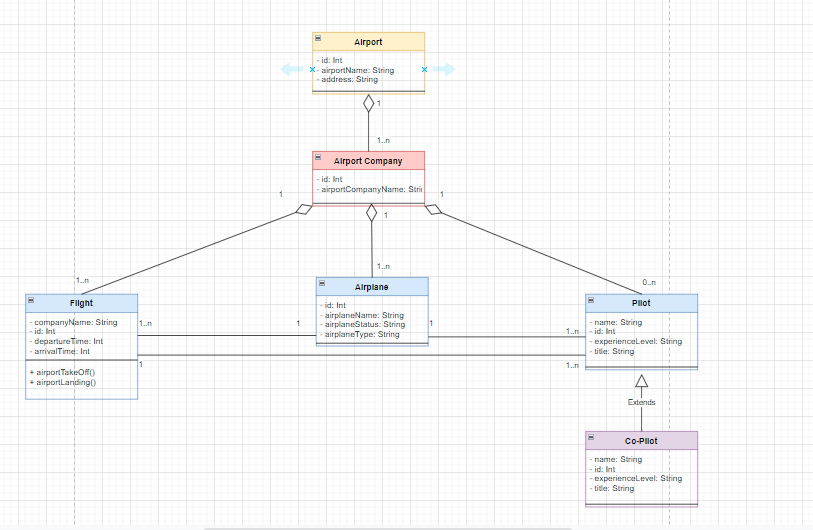 Airport
- id: Int
- airportName: String
- address: String
1
1..n
Airport Company
- id: Int
- airportCompanyName: Stri
1
1
1
1..n
1..n
0..n
Flight
- companyName: String
- id: Int
- departureTime: Int
- arrivalTime: Int
+ airportTakeOff()
+ airportLanding()
Airplane
- id: Int
- airplaneName: String
- airplaneStatus: String
- airplaneType: String
Pilot
- name: String
- id: Int
- experienceLevel: String
- title: String
1..n
1
1
1..n
1
1..n
Extends
Co-Pilot
- name: String
- id: Int
- experienceLevel: String
- title: String